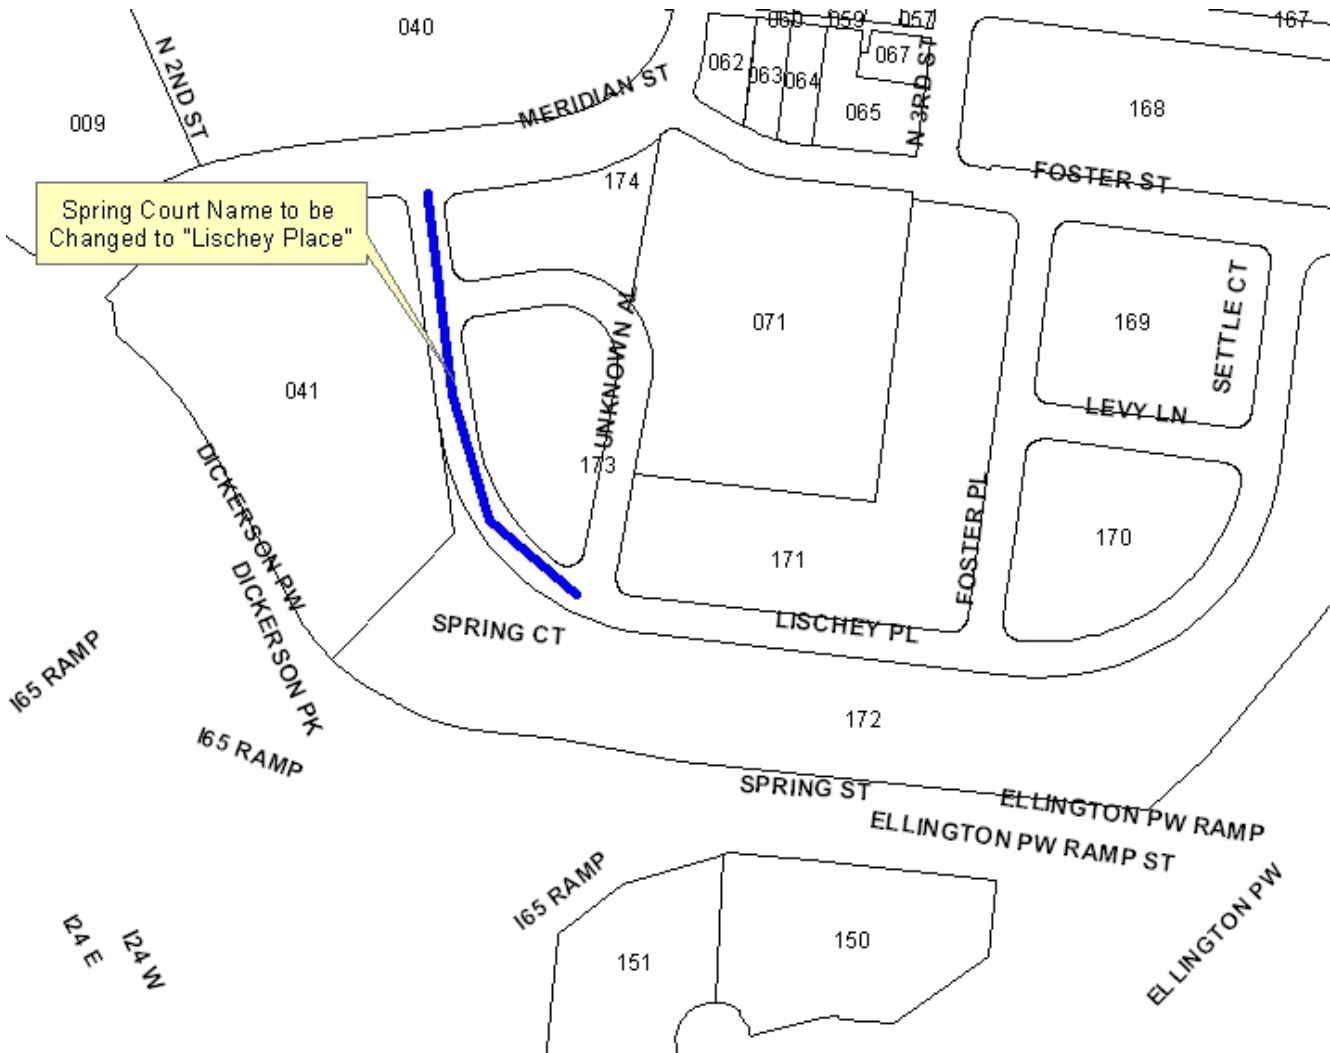 040
060
059
057
167
N 2ND ST
062
063
064
067
065
N 3RD ST
MERIDIAN ST
009
168
FOSTER ST
174
Spring Court Name to be
Changed to "Lischey Place"
041
UNKNOWN AL
071
169
SETTLE CT
LEVY LN
173
DICKERSON PW
DICKERSON PK
171
FOSTER PL
170
SPRING CT
LISCHEY PL
I65 RAMP
I65 RAMP
172
SPRING ST
ELLINGTON PW RAMP
ELLINGTON PW RAMP ST
I65 RAMP
ELLINGTON PW
I24 E
I24 W
151
150